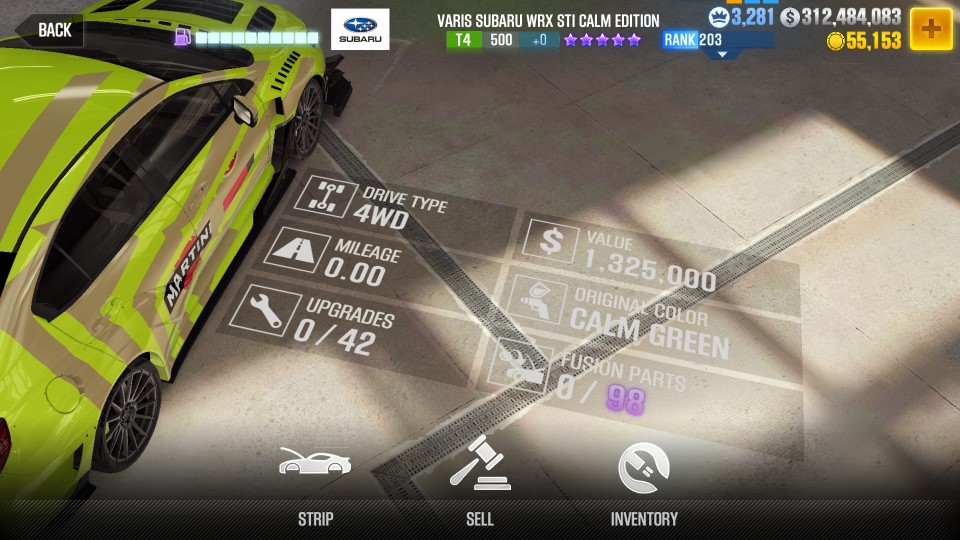 BACK
SUBARU
VARIS SUBARU WRX STI CALM EDITION
T4 500 +0
RANK 203
3,281 $ 312,484,083
55,153 +
DRIVE TYPE
4WD
MILEAGE
0.00
UPGRADES
0 / 42
$ VALUE
1,325,000
ORIGINAL COLOR
CALM GREEN
FUSION PARTS
0 / 98
MARTINI
STRIP
SELL
INVENTORY